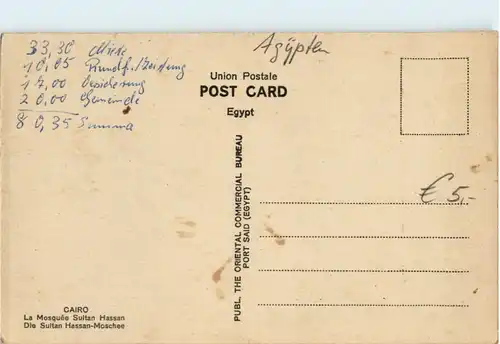 33,30 Miete
10,05 Rundf./Zeitung
17,00 Versicherung
20,00 Gemeinde
80,35 Summa
Ägypten
Union Postale
POST CARD
Egypt
€ 5,-
PUBL. THE ORIENTAL COMMERCIAL BUREAU
PORT SAID (EGYPT)
CAIRO
La Mosquée Sultan Hassan
Die Sultan Hassan-Moschee